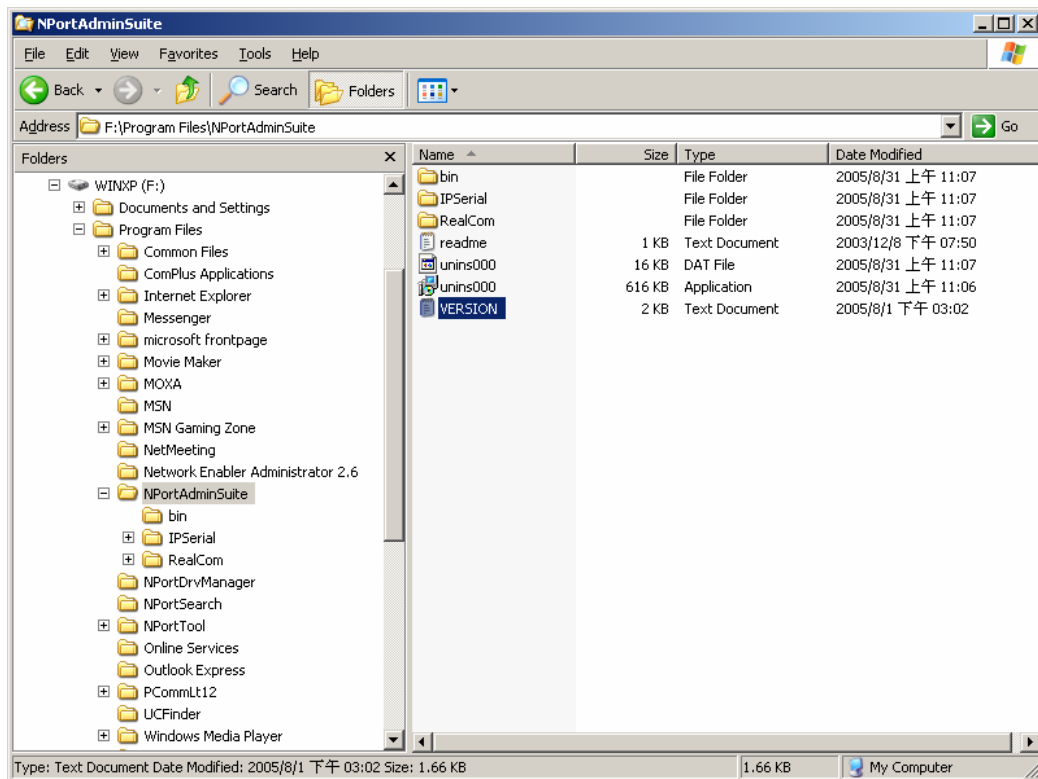 NPortAdminSuite
File Edit View Favorites Tools Help
Back Search Folders
Address F:\Program Files\NPortAdminSuite Go
Folders
WINXP (F:)
Documents and Settings
Program Files
Common Files
ComPlus Applications
Internet Explorer
Messenger
microsoft frontpage
Movie Maker
MOXA
MSN
MSN Gaming Zone
NetMeeting
Network Enabler Administrator 2.6
NPortAdminSuite
bin
IPSerial
RealCom
NPortDrvManager
NPortSearch
NPortTool
Online Services
Outlook Express
PCommLt12
UCFinder
Windows Media Player
Name Size Type Date Modified
bin File Folder 2005/8/31 上午 11:07
IPSerial File Folder 2005/8/31 上午 11:07
RealCom File Folder 2005/8/31 上午 11:07
readme 1 KB Text Document 2003/12/8 下午 07:50
unins000 16 KB DAT File 2005/8/31 上午 11:07
unins000 616 KB Application 2005/8/31 上午 11:06
VERSION 2 KB Text Document 2005/8/1 下午 03:02
Type: Text Document Date Modified: 2005/8/1 下午 03:02 Size: 1.66 KB 1.66 KB My Computer